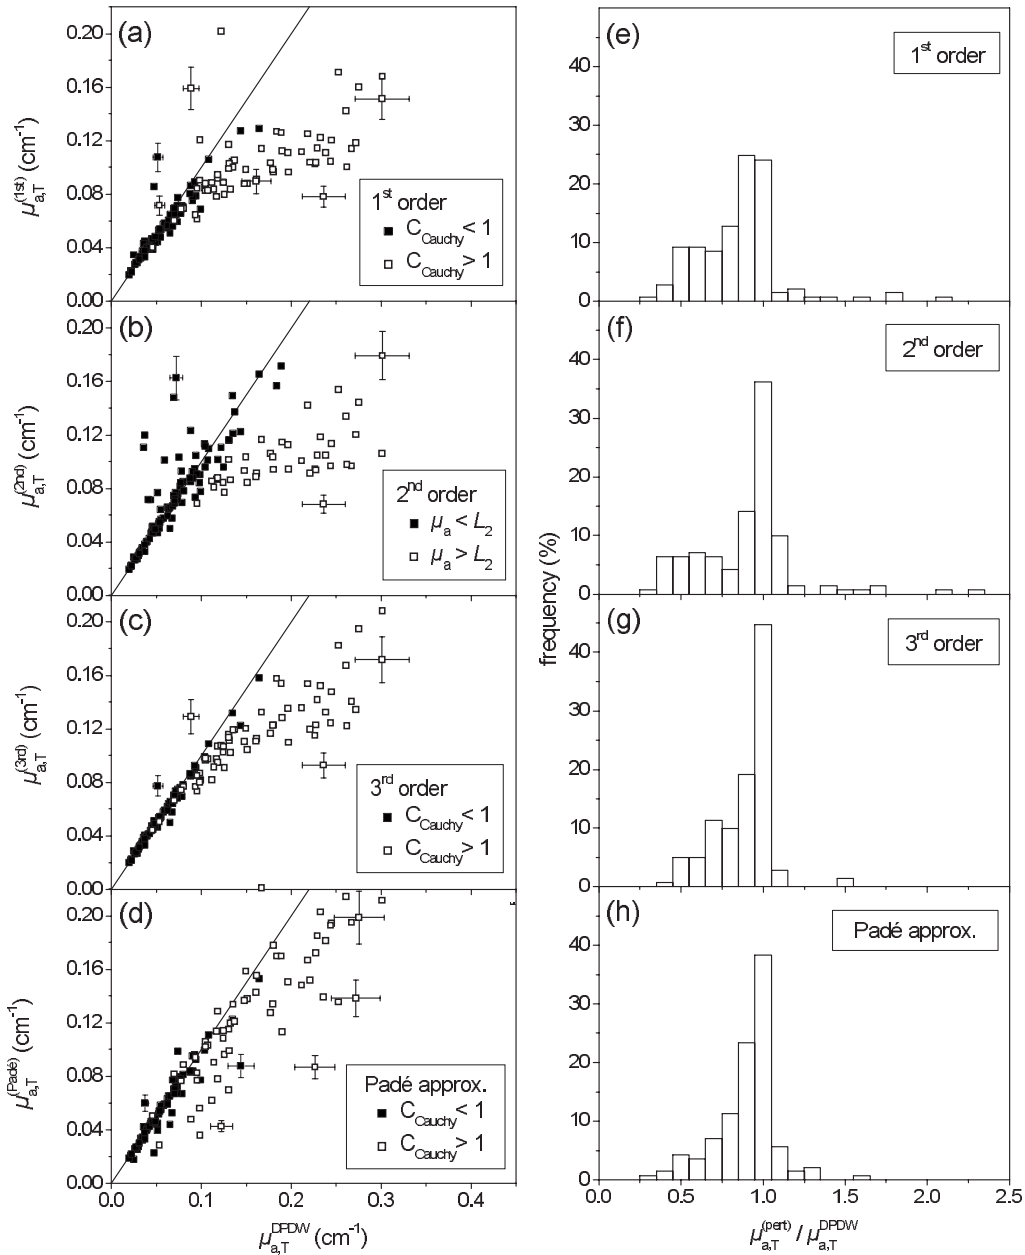 (a)
0.20
0.16
0.12
0.08
0.04
0.00
μa,T(1st) (cm-1)
1st order
■ CCauchy < 1
□ CCauchy > 1
(b)
0.20
0.16
0.12
0.08
0.04
0.00
μa,T(2nd) (cm-1)
2nd order
■ μa < L2
□ μa > L2
(c)
0.20
0.16
0.12
0.08
0.04
0.00
μa,T(3rd) (cm-1)
3rd order
■ CCauchy < 1
□ CCauchy > 1
(d)
0.20
0.16
0.12
0.08
0.04
0.00
μa,T(Padé) (cm-1)
Padé approx.
■ CCauchy < 1
□ CCauchy > 1
0.0 0.1 0.2 0.3 0.4
μa,TDPDW (cm-1)
(e)
1st order
40
30
20
10
0
(f)
2nd order
40
30
20
10
0
frequency (%)
(g)
3rd order
40
30
20
10
0
(h)
Padé approx.
40
30
20
10
0
0.0 0.5 1.0 1.5 2.0 2.5
μa,T(pert) / μa,TDPDW